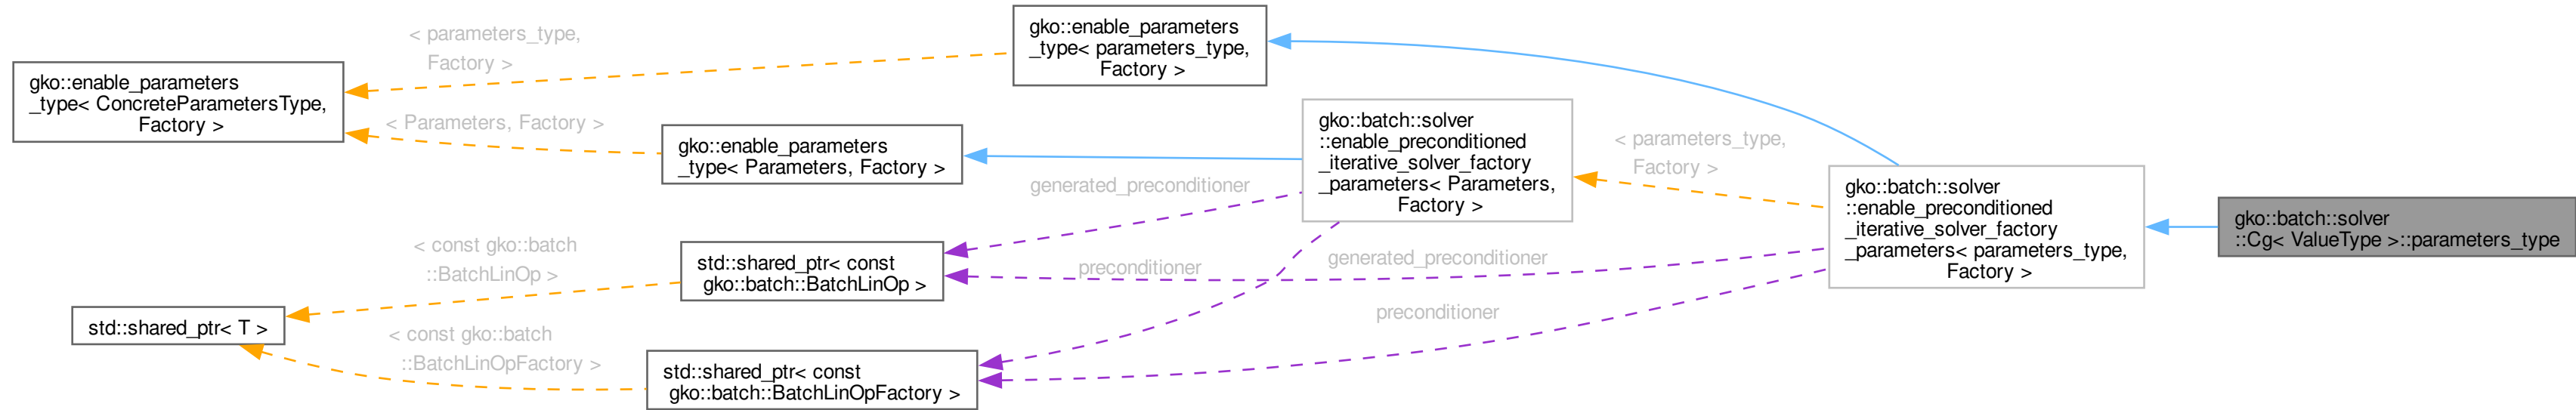 gko::enable_parameters
_type< ConcreteParametersType,
Factory >
< parameters_type,
Factory >
< Parameters, Factory >
gko::enable_parameters
_type< parameters_type,
Factory >
gko::enable_parameters
_type< Parameters, Factory >
gko::batch::solver
::enable_preconditioned
_iterative_solver_factory
_parameters< Parameters,
Factory >
< parameters_type,
Factory >
gko::batch::solver
::enable_preconditioned
_iterative_solver_factory
_parameters< parameters_type,
Factory >
gko::batch::solver
::Cg< ValueType >::parameters_type
generated_preconditioner
preconditioner
generated_preconditioner
preconditioner
std::shared_ptr< const
gko::batch::BatchLinOp >
< const gko::batch
::BatchLinOp >
std::shared_ptr< T >
< const gko::batch
::BatchLinOpFactory >
std::shared_ptr< const
gko::batch::BatchLinOpFactory >